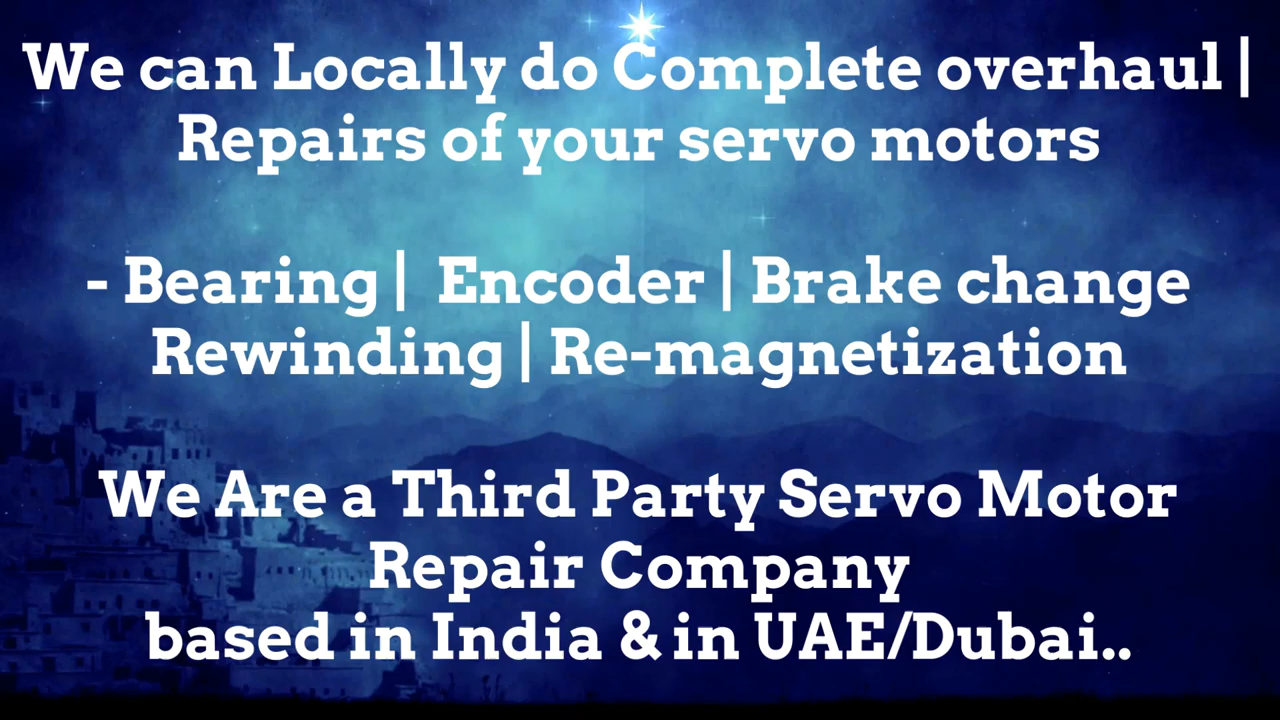 We can Locally do Complete overhaul |
Repairs of your servo motors
- Bearing | Encoder | Brake change
Rewinding | Re-magnetization
We Are a Third Party Servo Motor
Repair Company
based in India & in UAE/Dubai..